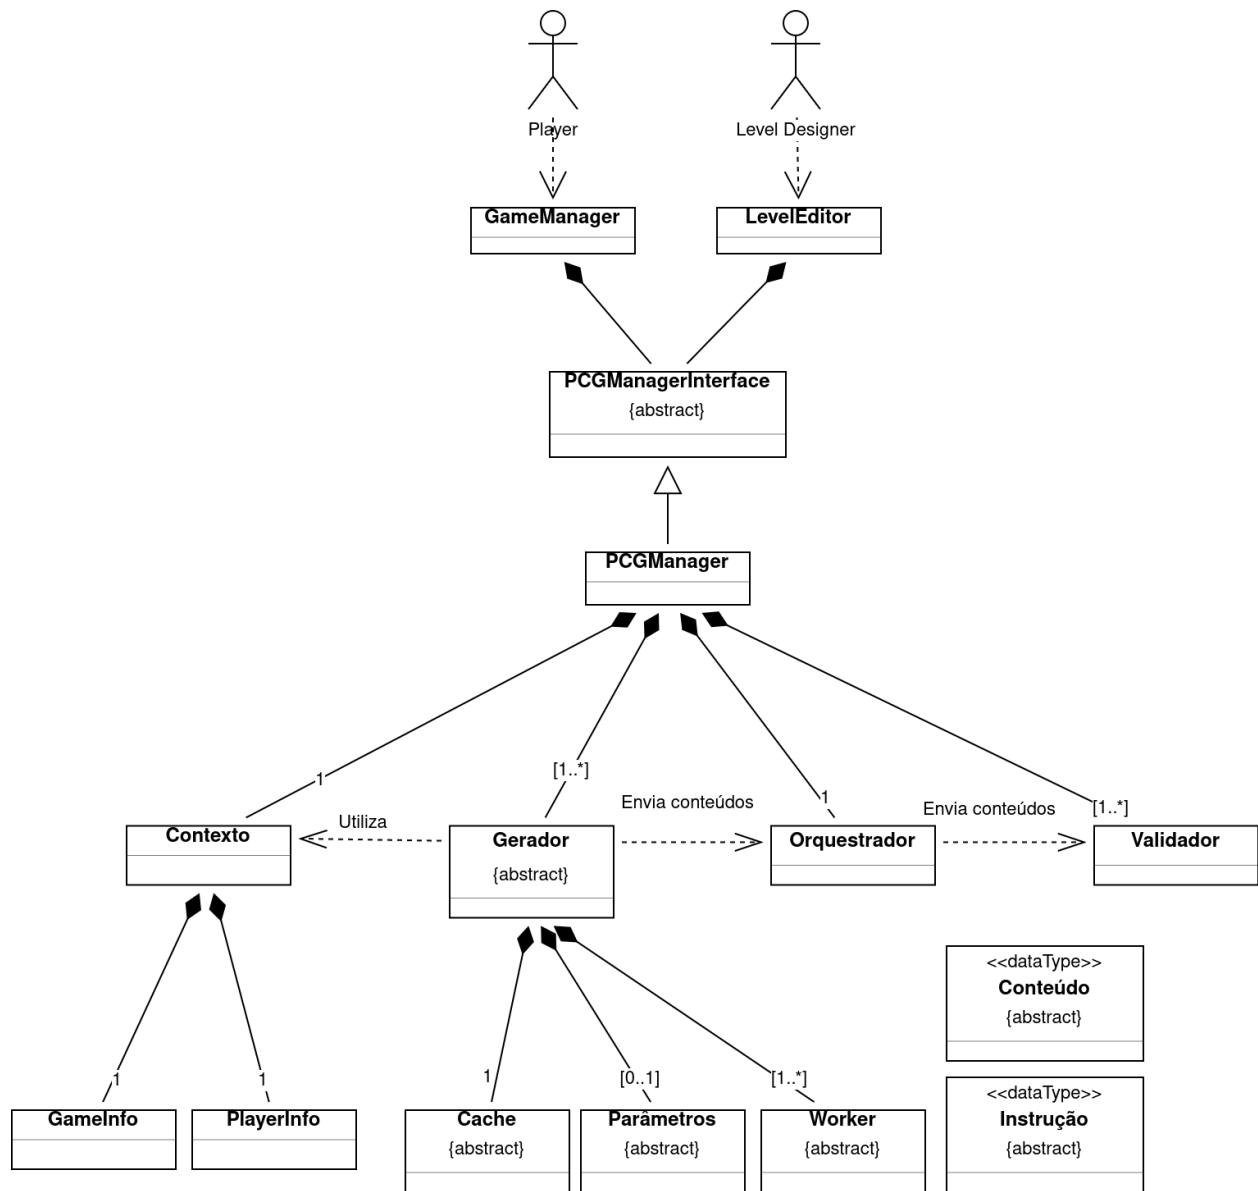 Player
Level Designer
GameManager
LevelEditor
PCGManagerInterface
{abstract}
PCGManager
1
[1..*]
1
[1..*]
Utiliza
Envia conteúdos
Envia conteúdos
Contexto
Gerador
{abstract}
Orquestrador
Validador
<<dataType>>
Conteúdo
{abstract}
1
1
1
[0..1]
[1..*]
GameInfo
PlayerInfo
Cache
{abstract}
Parâmetros
{abstract}
Worker
{abstract}
<<dataType>>
Instrução
{abstract}